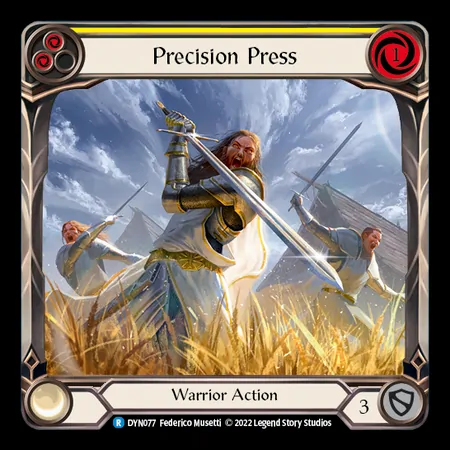 Precision Press
1
Warrior Action
3
R DYN077 Federico Musetti © 2022 Legend Story Studios